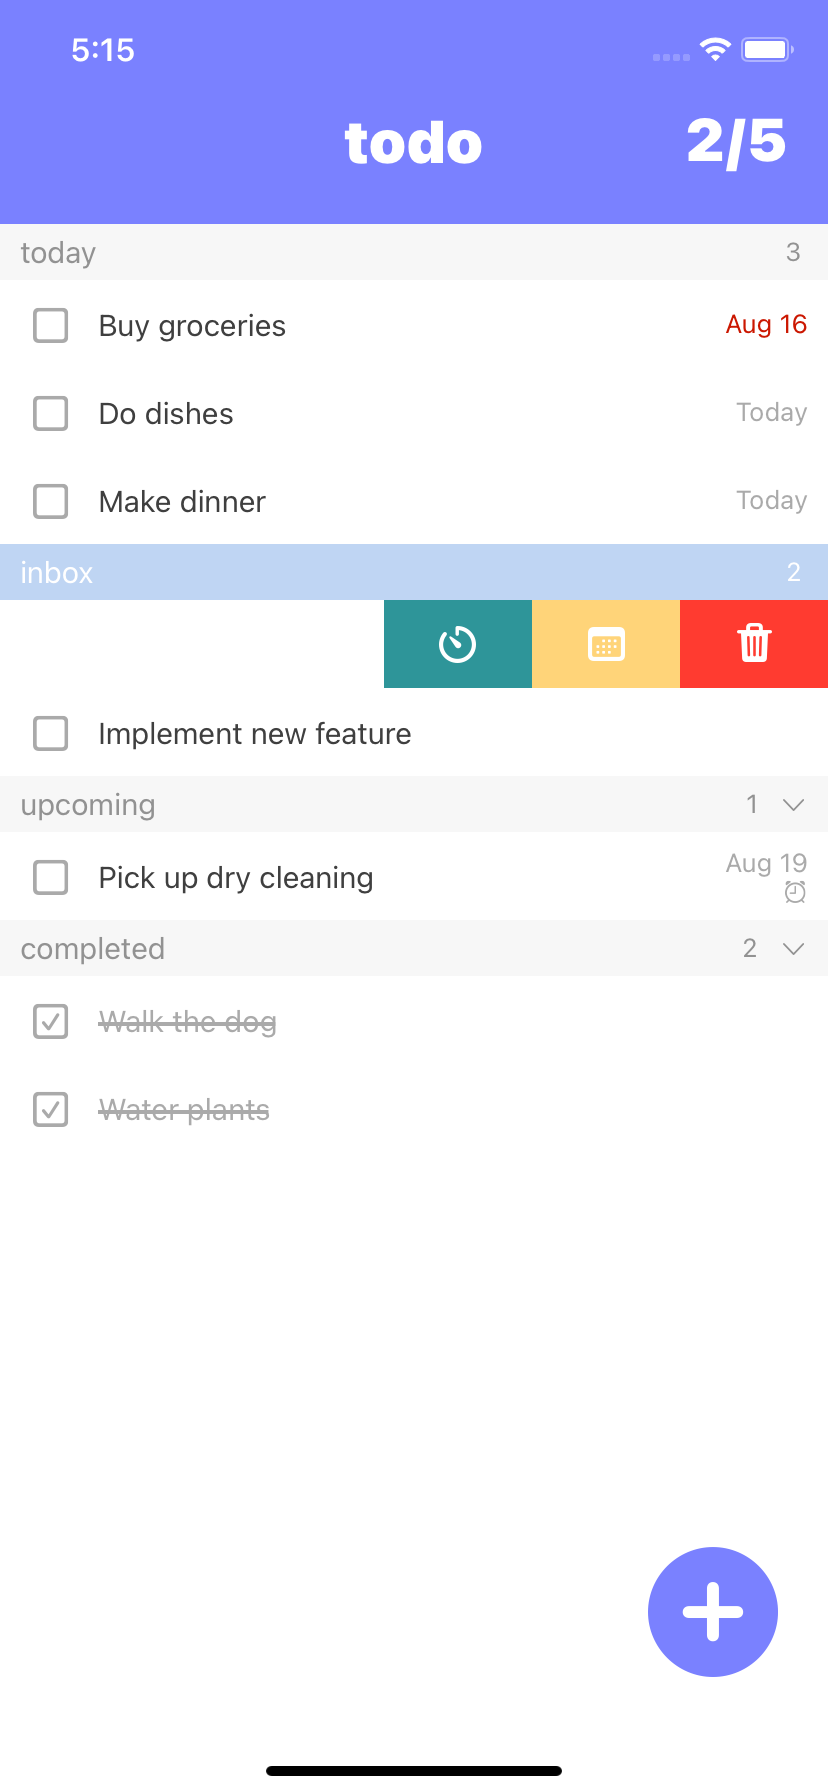 5:15
todo 2/5
today 3
Buy groceries Aug 16
Do dishes Today
Make dinner Today
inbox 2
Implement new feature
upcoming 1
Pick up dry cleaning Aug 19
completed 2
Walk the dog
Water plants